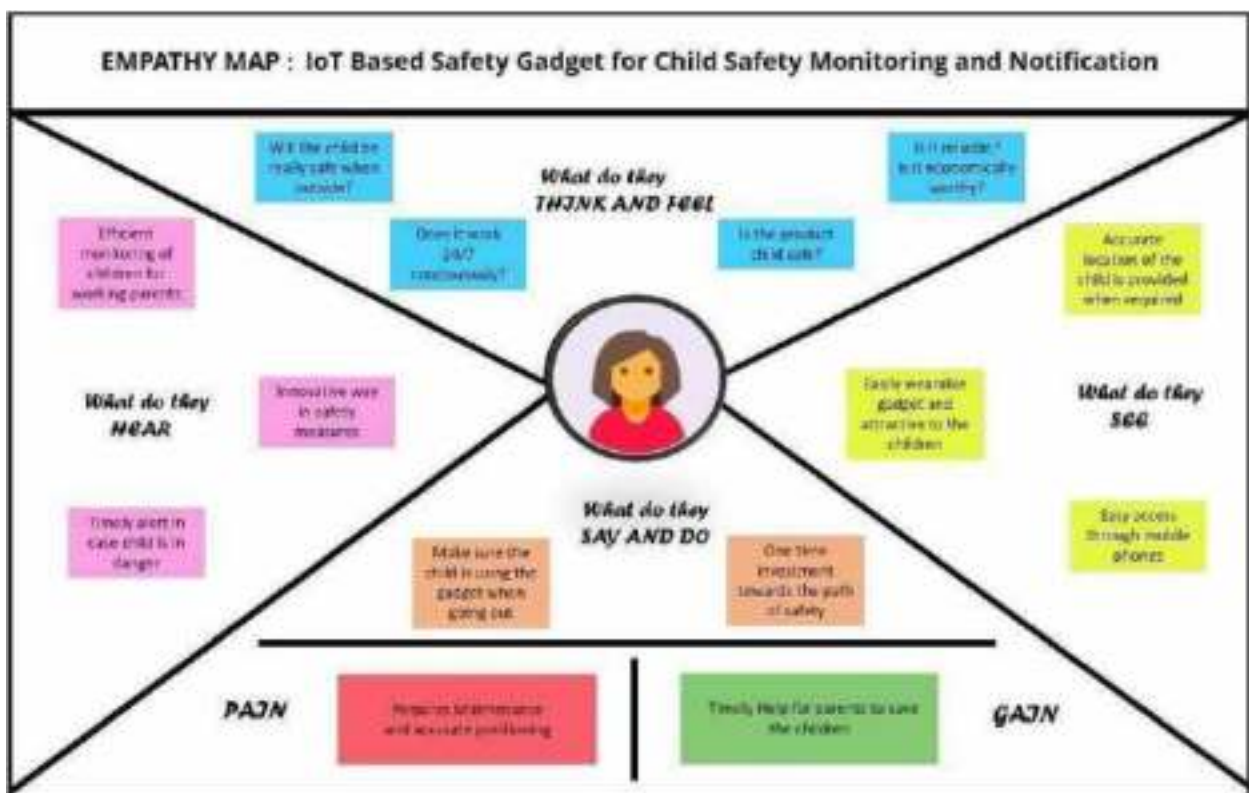 EMPATHY MAP : IoT Based Safety Gadget for Child Safety Monitoring and Notification
What do they
THINK AND FEEL
Will the child be
really safe when
outside?
Does it work
24/7
Is the product
child safe?
Is it reliable?
Is it economically
worthy?
What do they
HEAR
Efficient
monitoring of
children for
working parents
Innovative
in safety
measures
Timely alert in
case child is in
danger
What do they
SEE
Accurate
location of the
child is provided
when required
Easily wearable
gadget and
attractive to the
children
Easy access
through mobile
phones
What do they
SAY AND DO
Make sure the
child is using the
gadget when
going out
One time
investment
towards the path
of safety
PAIN
Requires Maintenance
and accurate positioning
Timely Help for parents to save
the children
GAIN